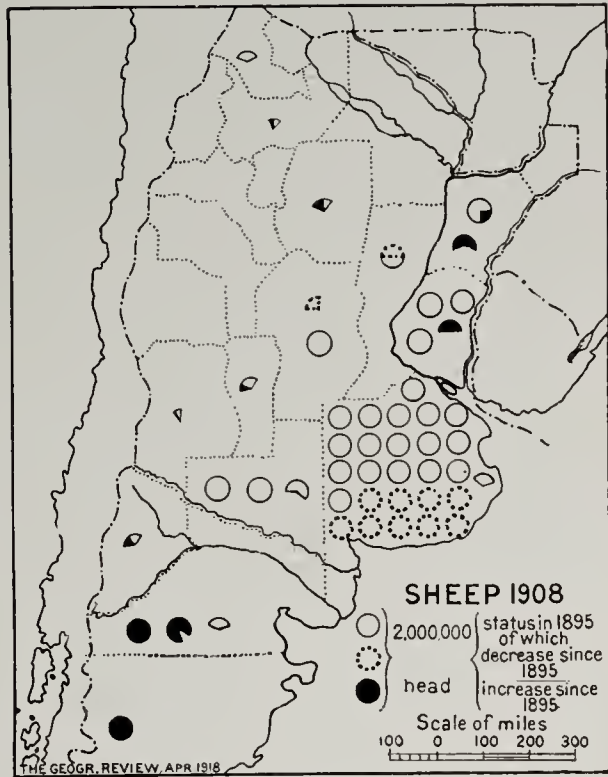 SHEEP 1908
2,000,000
head
status in 1895
of which
decrease since
1895
increase since
1895
Scale of miles
100 0 100 200 300
THE GEOGR. REVIEW, APR 1918